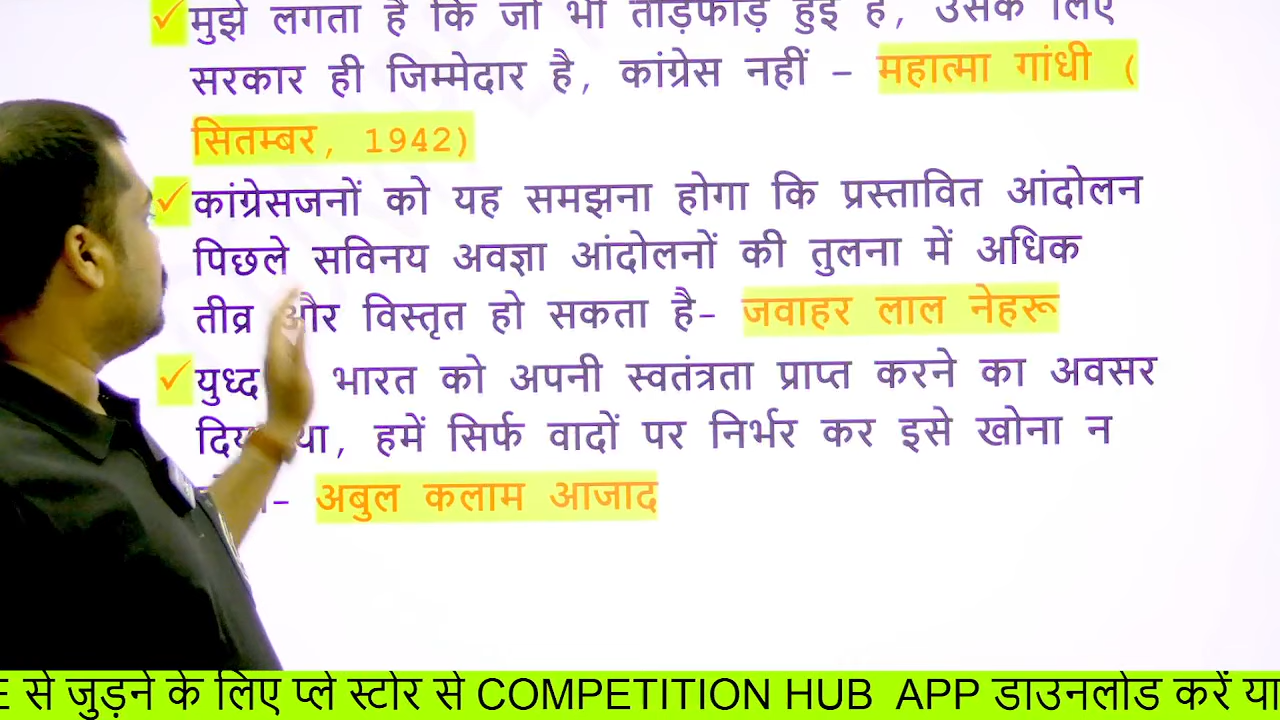 मुझे लगता है कि जो भी तोड़फोड़ हुई है, उसके लिए
सरकार ही जिम्मेदार है, कांग्रेस नहीं – महात्मा गांधी (
सितम्बर, 1942)
कांग्रेसजनों को यह समझना होगा कि प्रस्तावित आंदोलन
पिछले सविनय अवज्ञा आंदोलनों की तुलना में अधिक
तीव्र और विस्तृत हो सकता है- जवाहर लाल नेहरू
युध्द भारत को अपनी स्वतंत्रता प्राप्त करने का अवसर
था, हमें सिर्फ वादों पर निर्भर कर इसे खोना न
- अबुल कलाम आजाद
E से जुड़ने के लिए प्ले स्टोर से COMPETITION HUB APP डाउनलोड करें या